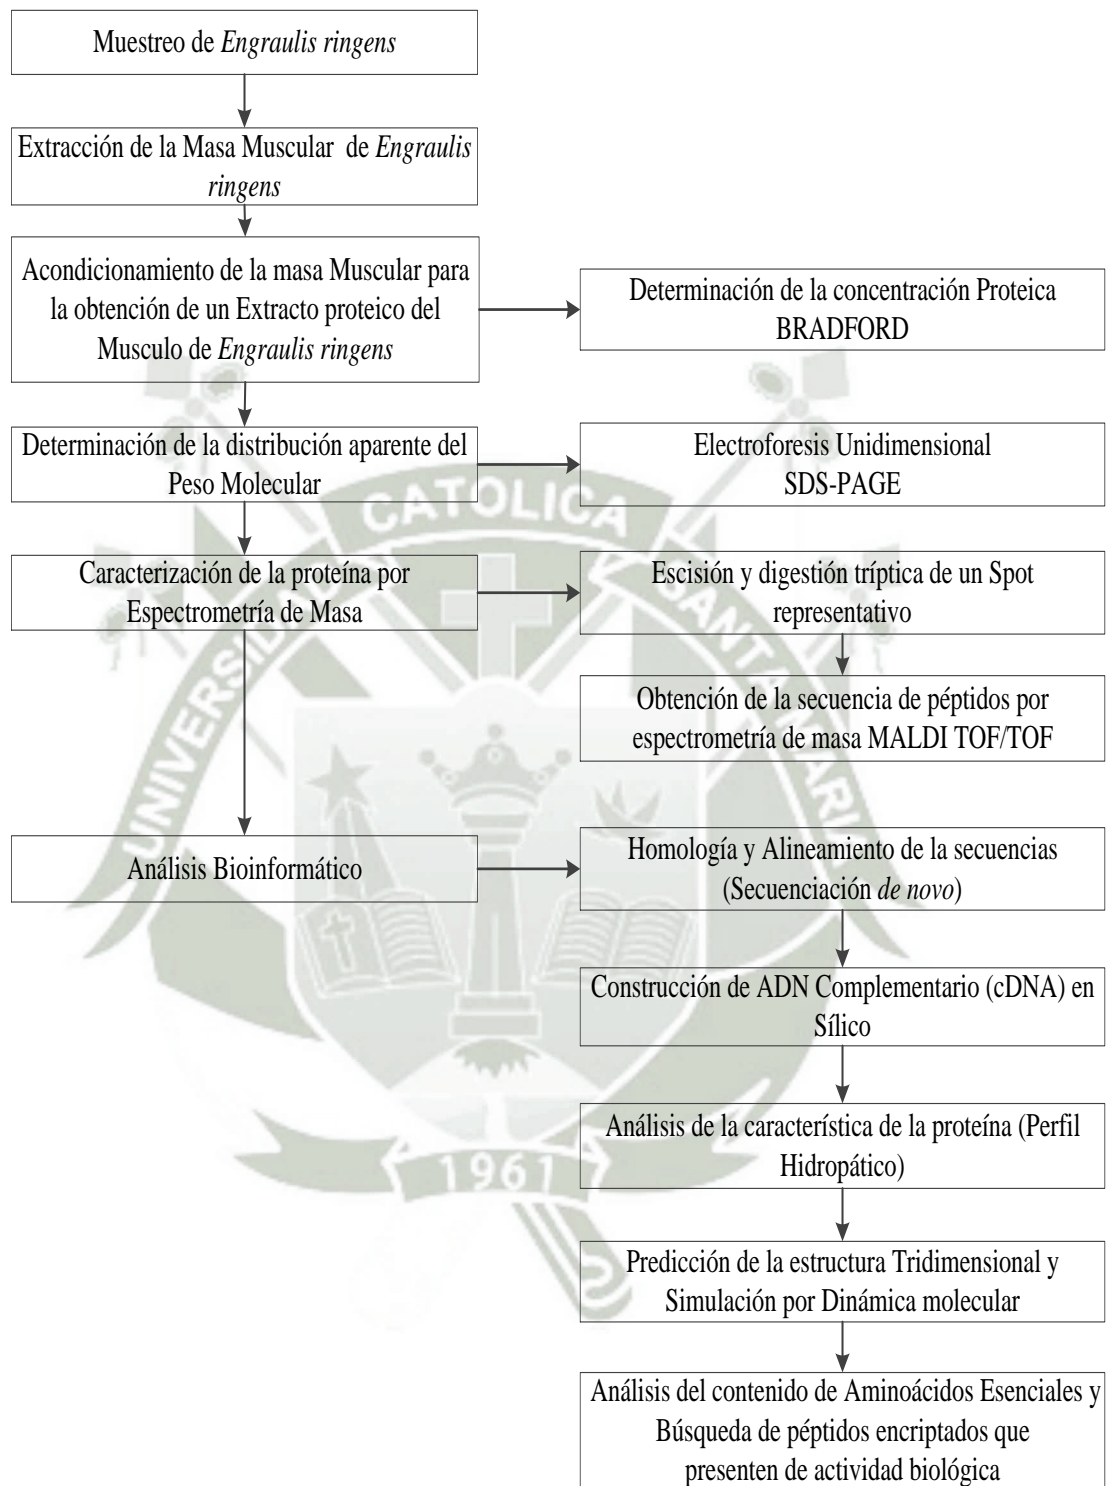 Muestreo de Engraulis ringens
Extracción de la Masa Muscular de Engraulis
ringens
Acondicionamiento de la masa Muscular para
la obtención de un Extracto proteico del
Musculo de Engraulis ringens
Determinación de la concentración Proteica
BRADFORD
Determinación de la distribución aparente del
Peso Molecular
Electroforesis Unidimensional
SDS-PAGE
Caracterización de la proteína por
Espectrometría de Masa
Escisión y digestión tríptica de un Spot
representativo
Obtención de la secuencia de péptidos por
espectrometría de masa MALDI TOF/TOF
Análisis Bioinformático
Homología y Alineamiento de la secuencias
(Secuenciación de novo)
Construcción de ADN Complementario (cDNA) en
Sílico
Análisis de la característica de la proteína (Perfil
Hidropático)
Predicción de la estructura Tridimensional y
Simulación por Dinámica molecular
Análisis del contenido de Aminoácidos Esenciales y
Búsqueda de péptidos encriptados que
presenten de actividad biológica
CATOLICA
SANTA MARIA
1961